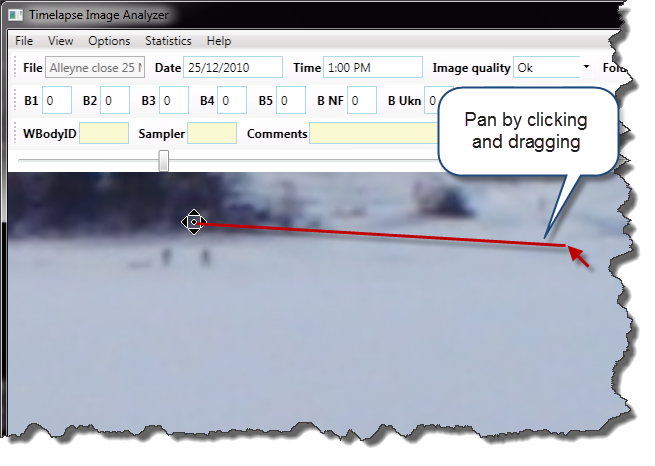 Timelapse Image Analyzer
File View Options Statistics Help
File Alleyne close 25 Date 25/12/2010 Time 1:00 PM Image quality Ok
B1 0 B2 0 B3 0 B4 0 B5 0 B NF 0 B Ukn 0
WBodyID Sampler Comments
Pan by clicking
and dragging